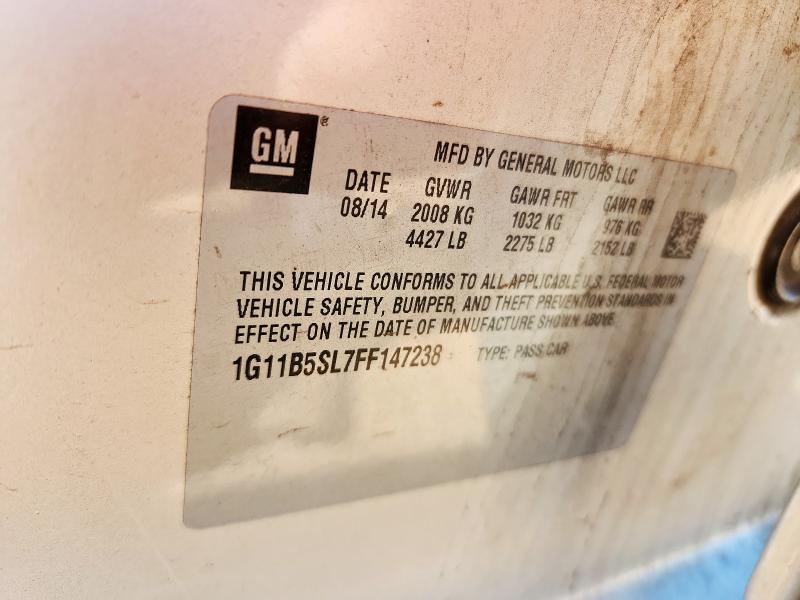 GM®
MFD BY GENERAL MOTORS LLC
DATE GVWR GAWR FRT GAWR RR
08/14 2008 KG 1032 KG 976 KG
4427 LB 2275 LB 2152 LB
THIS VEHICLE CONFORMS TO ALL APPLICABLE U.S. FEDERAL MOTOR
VEHICLE SAFETY, BUMPER, AND THEFT PREVENTION STANDARDS IN
EFFECT ON THE DATE OF MANUFACTURE SHOWN ABOVE
1G11B5SL7FF147238 TYPE: PASS CAR